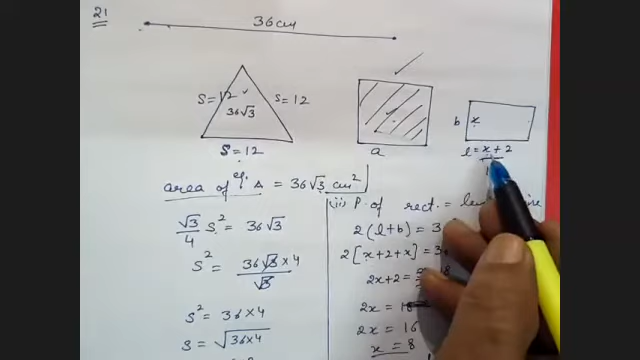 21
36cm
S=12 S=12
36√3
S=12
a
b x
l=x+2
area of eq. Δ = 36√3 cm²
√3/4 S² = 36√3
S² = 36√3×4/√3
S² = 36×4
S = √36×4
(ii) P. of rect. =
2(l+b) = 3
2[x+2+x] = 3
2x+2 =
2x =
2x = 16
x = 8